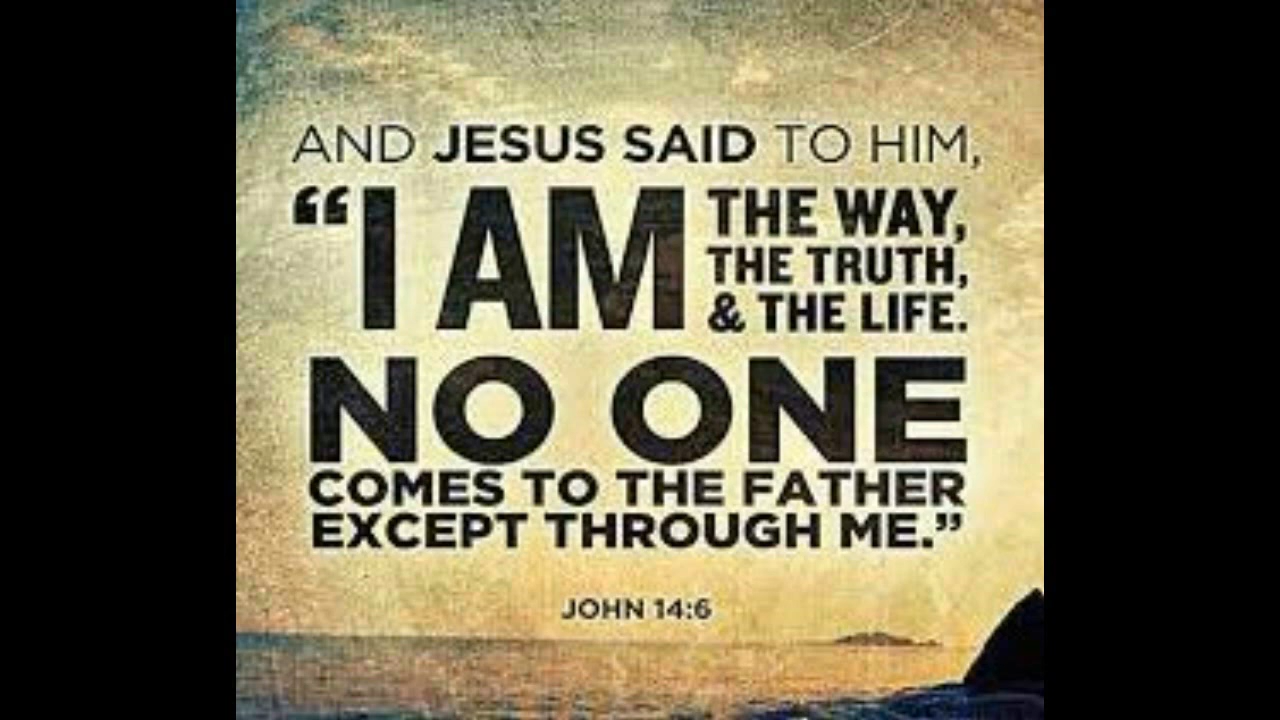 AND JESUS SAID TO HIM,
“I AM THE WAY,
THE TRUTH,
& THE LIFE.
NO ONE
COMES TO THE FATHER
EXCEPT THROUGH ME.”
JOHN 14:6